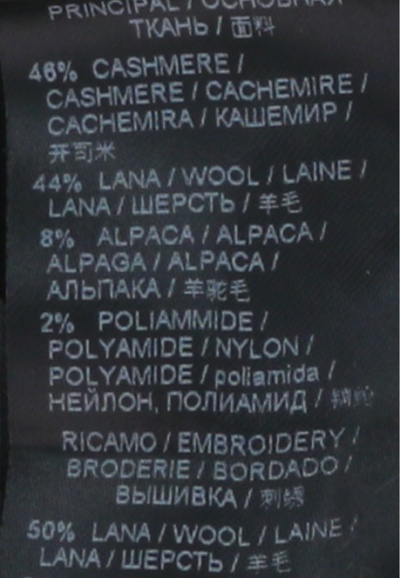 PRINCIPAL / ОСНОВНАЯ
ТКАНЬ / 面料
46% CASHMERE /
CASHMERE / CACHEMIRE /
CACHEMIRA / КАШЕМИР /
开司米
44% LANA / WOOL / LAINE /
LANA / ШЕРСТЬ / 羊毛
8% ALPACA / ALPACA /
ALPAGA / ALPACA /
АЛЬПАКА / 羊驼毛
2% POLIAMMIDE /
POLYAMIDE / NYLON /
POLYAMIDE / poliamida /
НЕЙЛОН, ПОЛИАМИД /
RICAMO / EMBROIDERY /
BRODERIE / BORDADO /
ВЫШИВКА / 刺绣
50% LANA / WOOL / LAINE /
LANA / ШЕРСТЬ / 羊毛